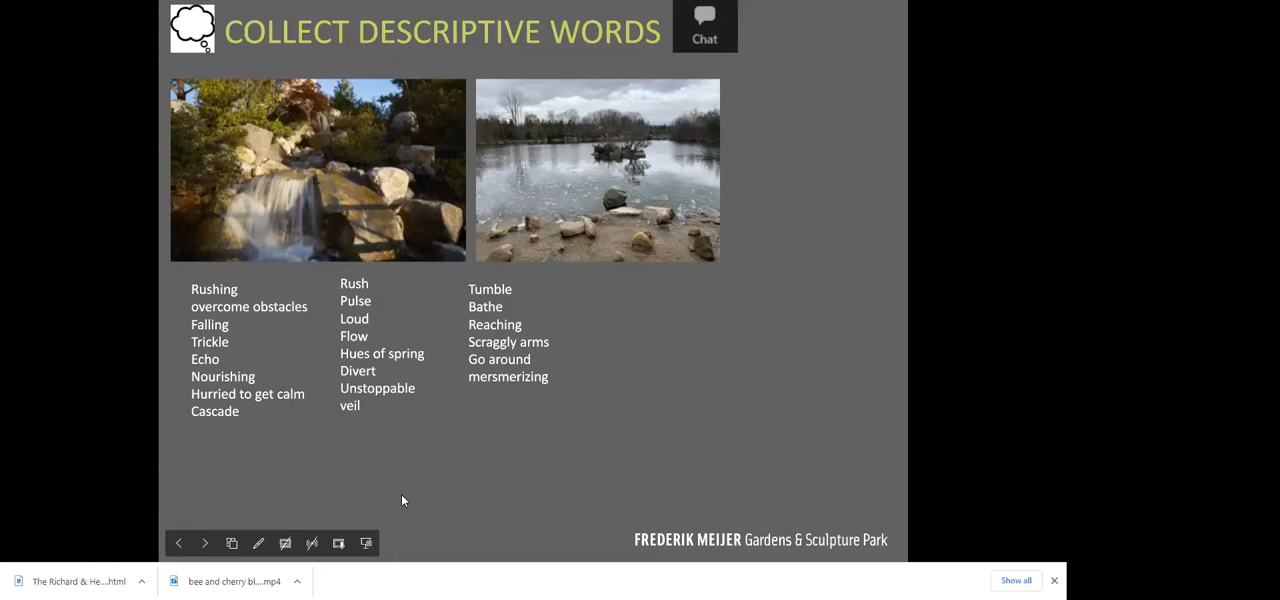 COLLECT DESCRIPTIVE WORDS
Chat
Rushing
overcome obstacles
Falling
Trickle
Echo
Nourishing
Hurried to get calm
Cascade
Rush
Pulse
Loud
Flow
Hues of spring
Divert
Unstoppable
veil
Tumble
Bathe
Reaching
Scraggly arms
Go around
mersmerizing
FREDERIK MEIJER Gardens & Sculpture Park
The Richard & He....html
bee and cherry bl....mp4
Show all